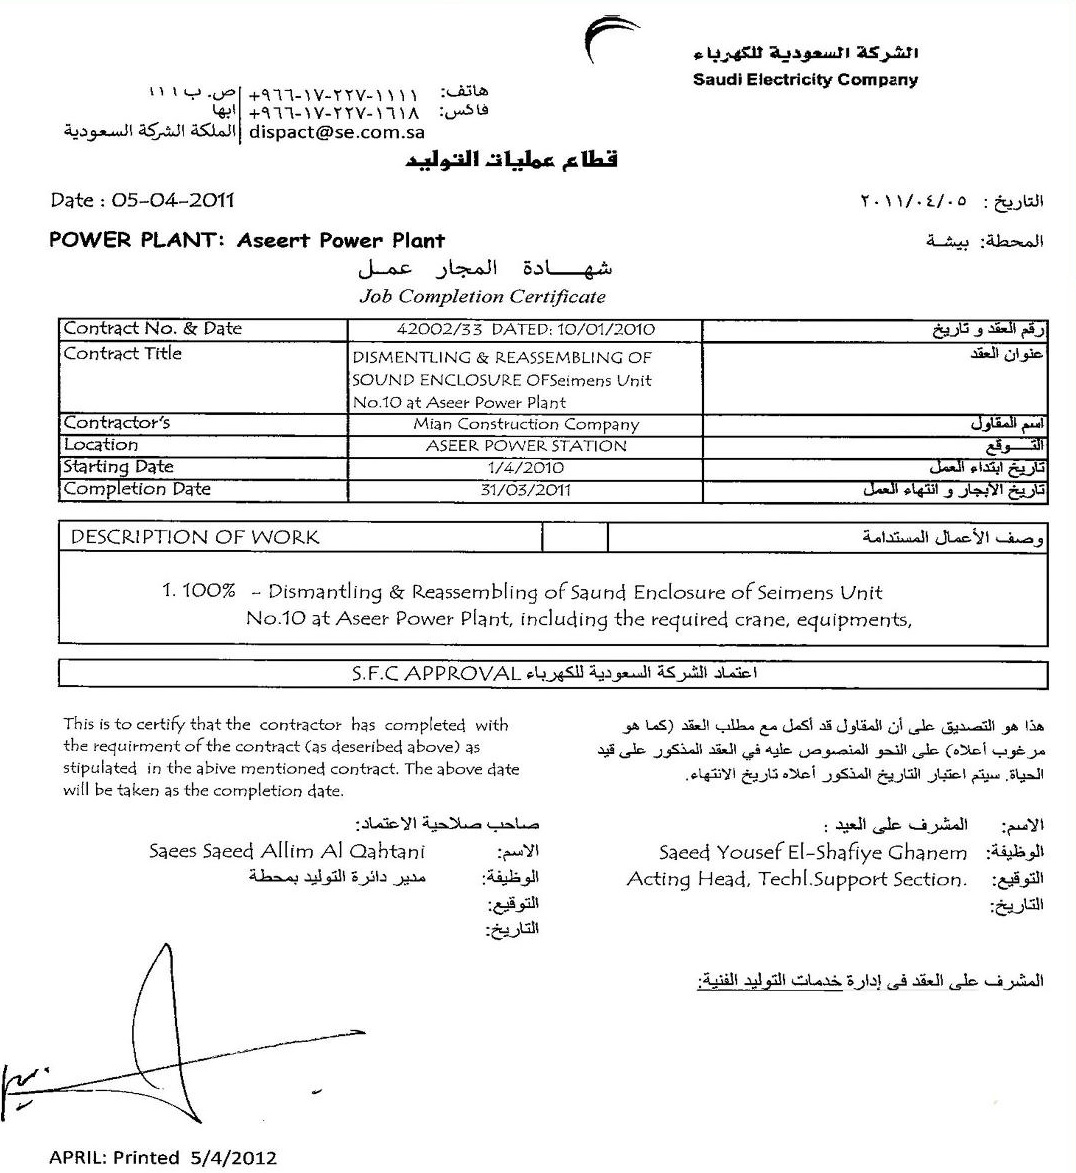 الشركة السعودية للكهرباء
Saudi Electricity Company
هاتف: +٩٦٦-١٧-٢٢٧-١١١١ ص. ب ١١١
فاكس: +٩٦٦-١٧-٢٢٧-١٦١٨ ابها
dispact@se.com.sa الملكة الشركة السعودية
قطاع عمليات التوليد
Date : 05-04-2011 التاريخ : ٢٠١١/٠٤/٠٥
POWER PLANT: Aseert Power Plant المحطة: بيشة
شهادة المجار عمل
Job Completion Certificate
Contract No. & Date 42002/33 DATED: 10/01/2010 رقم العقد و تاريخ
Contract Title DISMENTLING & REASSEMBLING OF عنوان العقد
SOUND ENCLOSURE OFSeimens Unit
No.10 at Aseer Power Plant
Contractor's Mian Construction Company اسم المقاول
Location ASEER POWER STATION التوقع
Starting Date 1/4/2010 تاريخ ابتداء العمل
Completion Date 31/03/2011 تاريخ الابجار و انتهاء العمل
DESCRIPTION OF WORK وصف الأعمال المستدامة
1. 100% - Dismantling & Reassembling of Saund Enclosure of Seimens Unit
No.10 at Aseer Power Plant, including the required crane, equipments,
S.F.C APPROVAL اعتماد الشركة السعودية للكهرباء
This is to certify that the contractor has completed with
the requirment of the contract (as deseribed above) as
stipulated in the abive mentioned contract. The above date
will be taken as the completion date.
هذا هو التصديق على أن المقاول قد أكمل مع مطلب العقد (كما هو
مرغوب أعلاه) على النحو المنصوص عليه في العقد المذكور على قيد
الحياة. سيتم اعتبار التاريخ المذكور أعلاه تاريخ الانتهاء.
صاحب صلاحية الاعتماد:
الاسم: Saees Saeed Allim Al Qahtani
الوظيفة: مدير دائرة التوليد بمحطة
التوقيع:
التاريخ:
الاسم: المشرف على العيد :
الوظيفة: Saeed Yousef El-Shafiye Ghanem
التوقيع: Acting Head, Techl.Support Section.
التاريخ:
المشرف على العقد في إدارة خدمات التوليد الفنية:
APRIL: Printed 5/4/2012